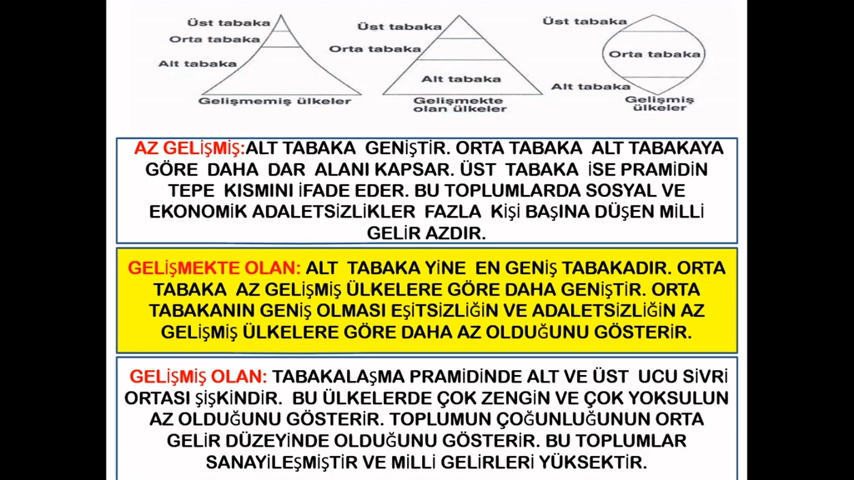 Üst tabaka
Orta tabaka
Alt tabaka
Gelişmemiş ülkeler
Üst tabaka
Orta tabaka
Alt tabaka
Gelişmekte
olan ülkeler
Üst tabaka
Orta tabaka
Alt tabaka
Gelişmiş
ülkeler
AZ GELİŞMİŞ:ALT TABAKA GENİŞTİR. ORTA TABAKA ALT TABAKAYA
GÖRE DAHA DAR ALANI KAPSAR. ÜST TABAKA İSE PRAMİDİN
TEPE KISMINI İFADE EDER. BU TOPLUMLARDA SOSYAL VE
EKONOMİK ADALETSİZLİKLER FAZLA KİŞİ BAŞINA DÜŞEN MİLLİ
GELİR AZDIR.
GELİŞMEKTE OLAN: ALT TABAKA YİNE EN GENİŞ TABAKADIR. ORTA
TABAKA AZ GELİŞMİŞ ÜLKELERE GÖRE DAHA GENİŞTİR. ORTA
TABAKANIN GENİŞ OLMASI EŞİTSİZLİĞİN VE ADALETSİZLİĞİN AZ
GELİŞMİŞ ÜLKELERE GÖRE DAHA AZ OLDUĞUNU GÖSTERİR.
GELİŞMİŞ OLAN: TABAKALAŞMA PRAMİDİNDE ALT VE ÜST UCU SİVRİ
ORTASI ŞİŞKİNDİR. BU ÜLKELERDE ÇOK ZENGİN VE ÇOK YOKSULUN
AZ OLDUĞUNU GÖSTERİR. TOPLUMUN ÇOĞUNLUĞUNUN ORTA
GELİR DÜZEYİNDE OLDUĞUNU GÖSTERİR. BU TOPLUMLAR
SANAYİLEŞMİŞTİR VE MİLLİ GELİRLERİ YÜKSEKTİR.